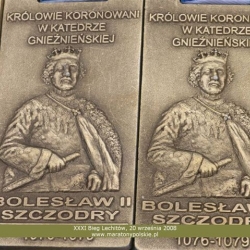 KRÓLOWIE KORONOWANI
W KATEDRZE
GNIEŹNIEŃSKIEJ
BOLESŁAW II
SZCZODRY
KRÓLOWIE KORONOWANI
W KATEDRZE
GNIEŹNIEŃSKIEJ
BOLESŁAW
SZCZODRY
1076-1079
XXXI Bieg Lechitów, 20 września 2008
www.maratonypolskie.pl